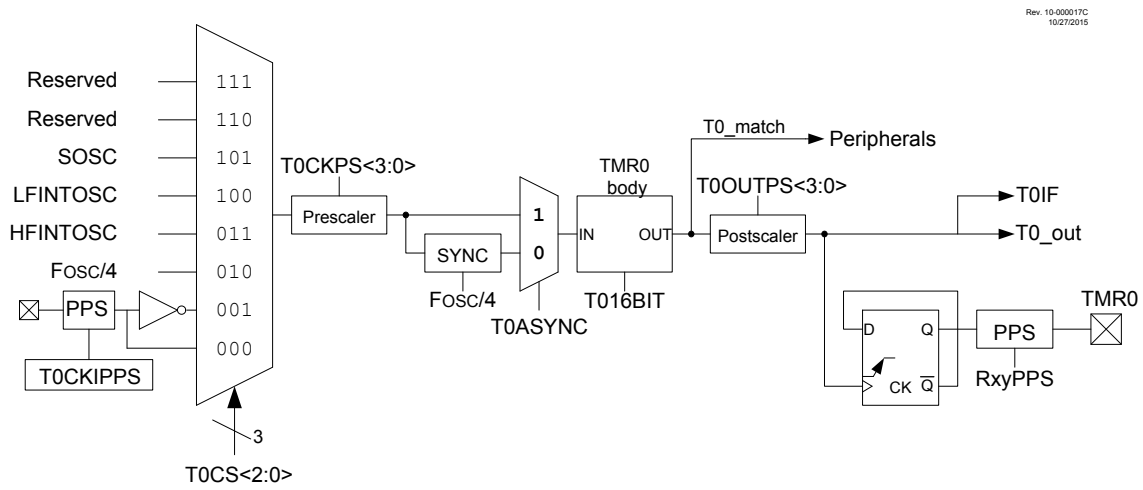 Rev. 10-000017C
10/27/2015
Reserved
111
Reserved
110
SOSC
101
LFINTOSC
100
HFINTOSC
011
FOSC/4
010
PPS
001
000
T0CKIPPS
3
T0CS<2:0>
T0CKPS<3:0>
Prescaler
SYNC
FOSC/4
1
0
T0ASYNC
TMR0
body
IN
OUT
T016BIT
T0_match
Peripherals
T0OUTPS<3:0>
Postscaler
T0IF
T0_out
D
Q
CK
Q
PPS
RxyPPS
TMR0